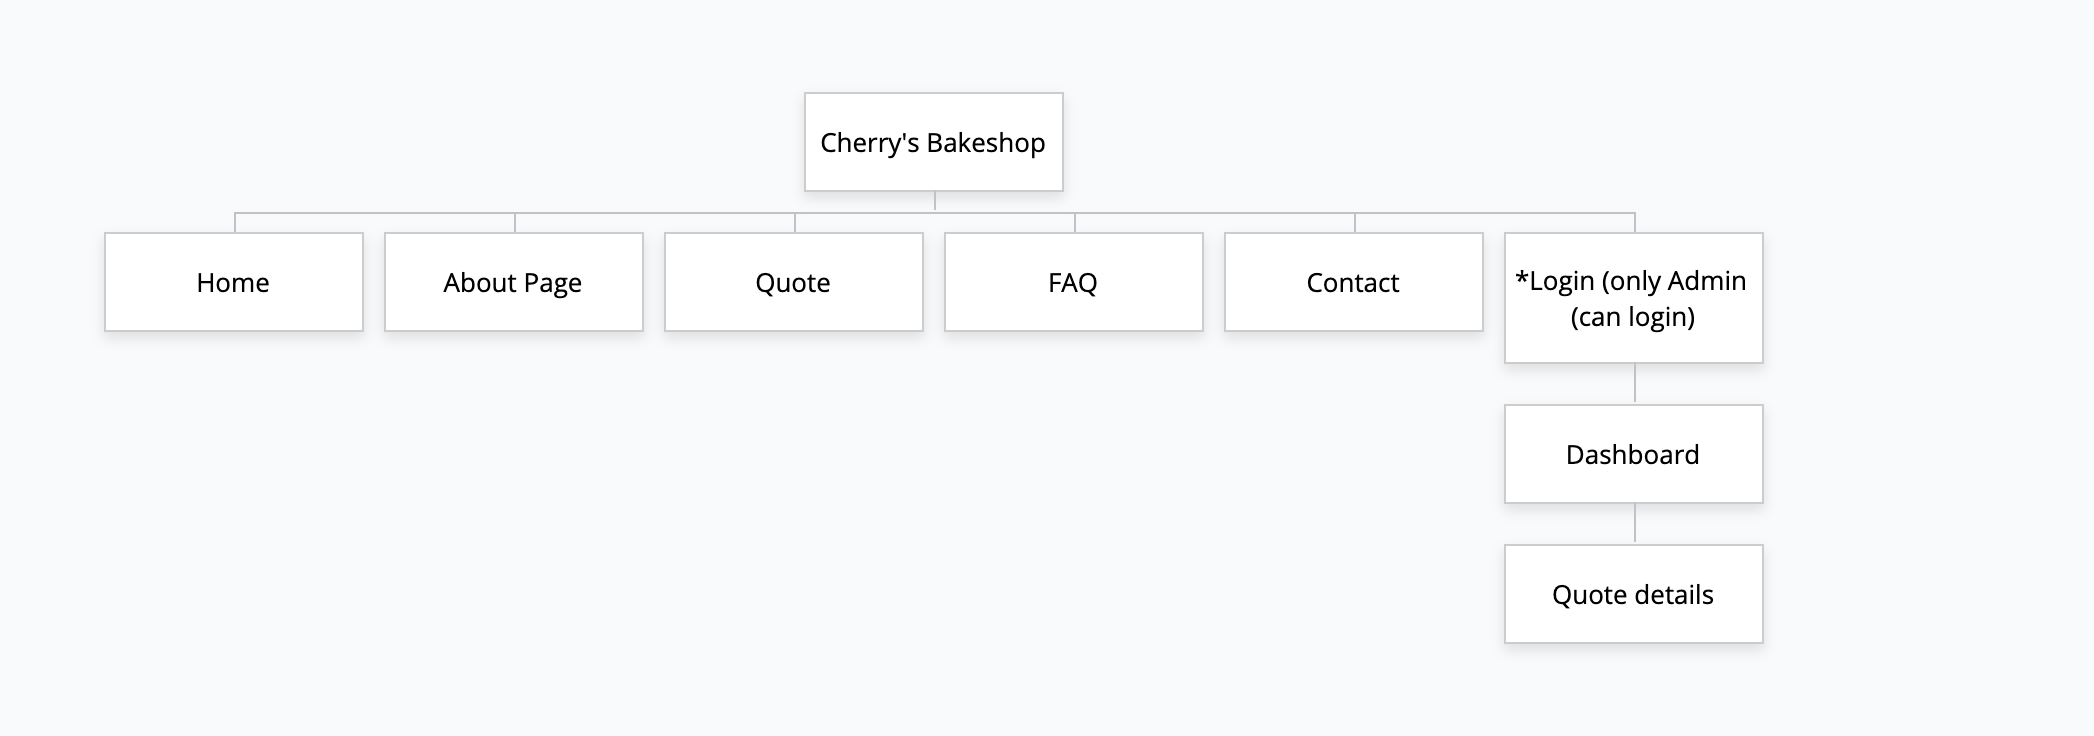 Cherry's Bakeshop
Home
About Page
Quote
FAQ
Contact
*Login (only Admin
(can login)
Dashboard
Quote details